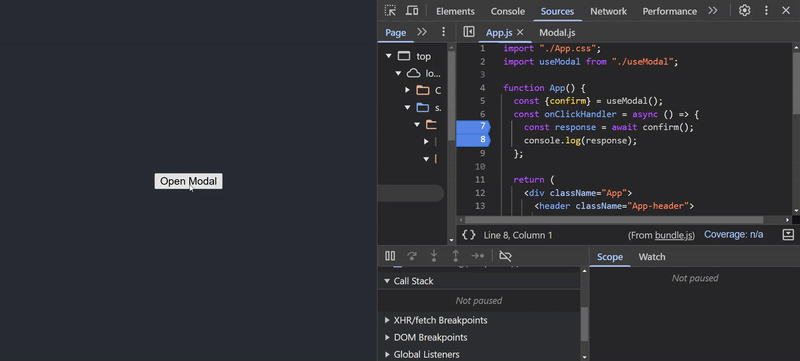 Open Modal
Elements Console Sources Network Performance
Page
App.js Modal.js
top
lo...
C
s.
1 import "./App.css";
2 import useModal from "./useModal";
3
4 function App() {
5 const {confirm} = useModal();
6 const onClickHandler = async () => {
7 const response = await confirm();
8 console.log(response);
9 };
10
11 return (
12 <div className="App">
13 <header className="App-header">
{ } Line 8, Column 1 (From bundle.js) Coverage: n/a
Scope Watch
Call Stack
Not paused
Not paused
XHR/fetch Breakpoints
DOM Breakpoints
Global Listeners